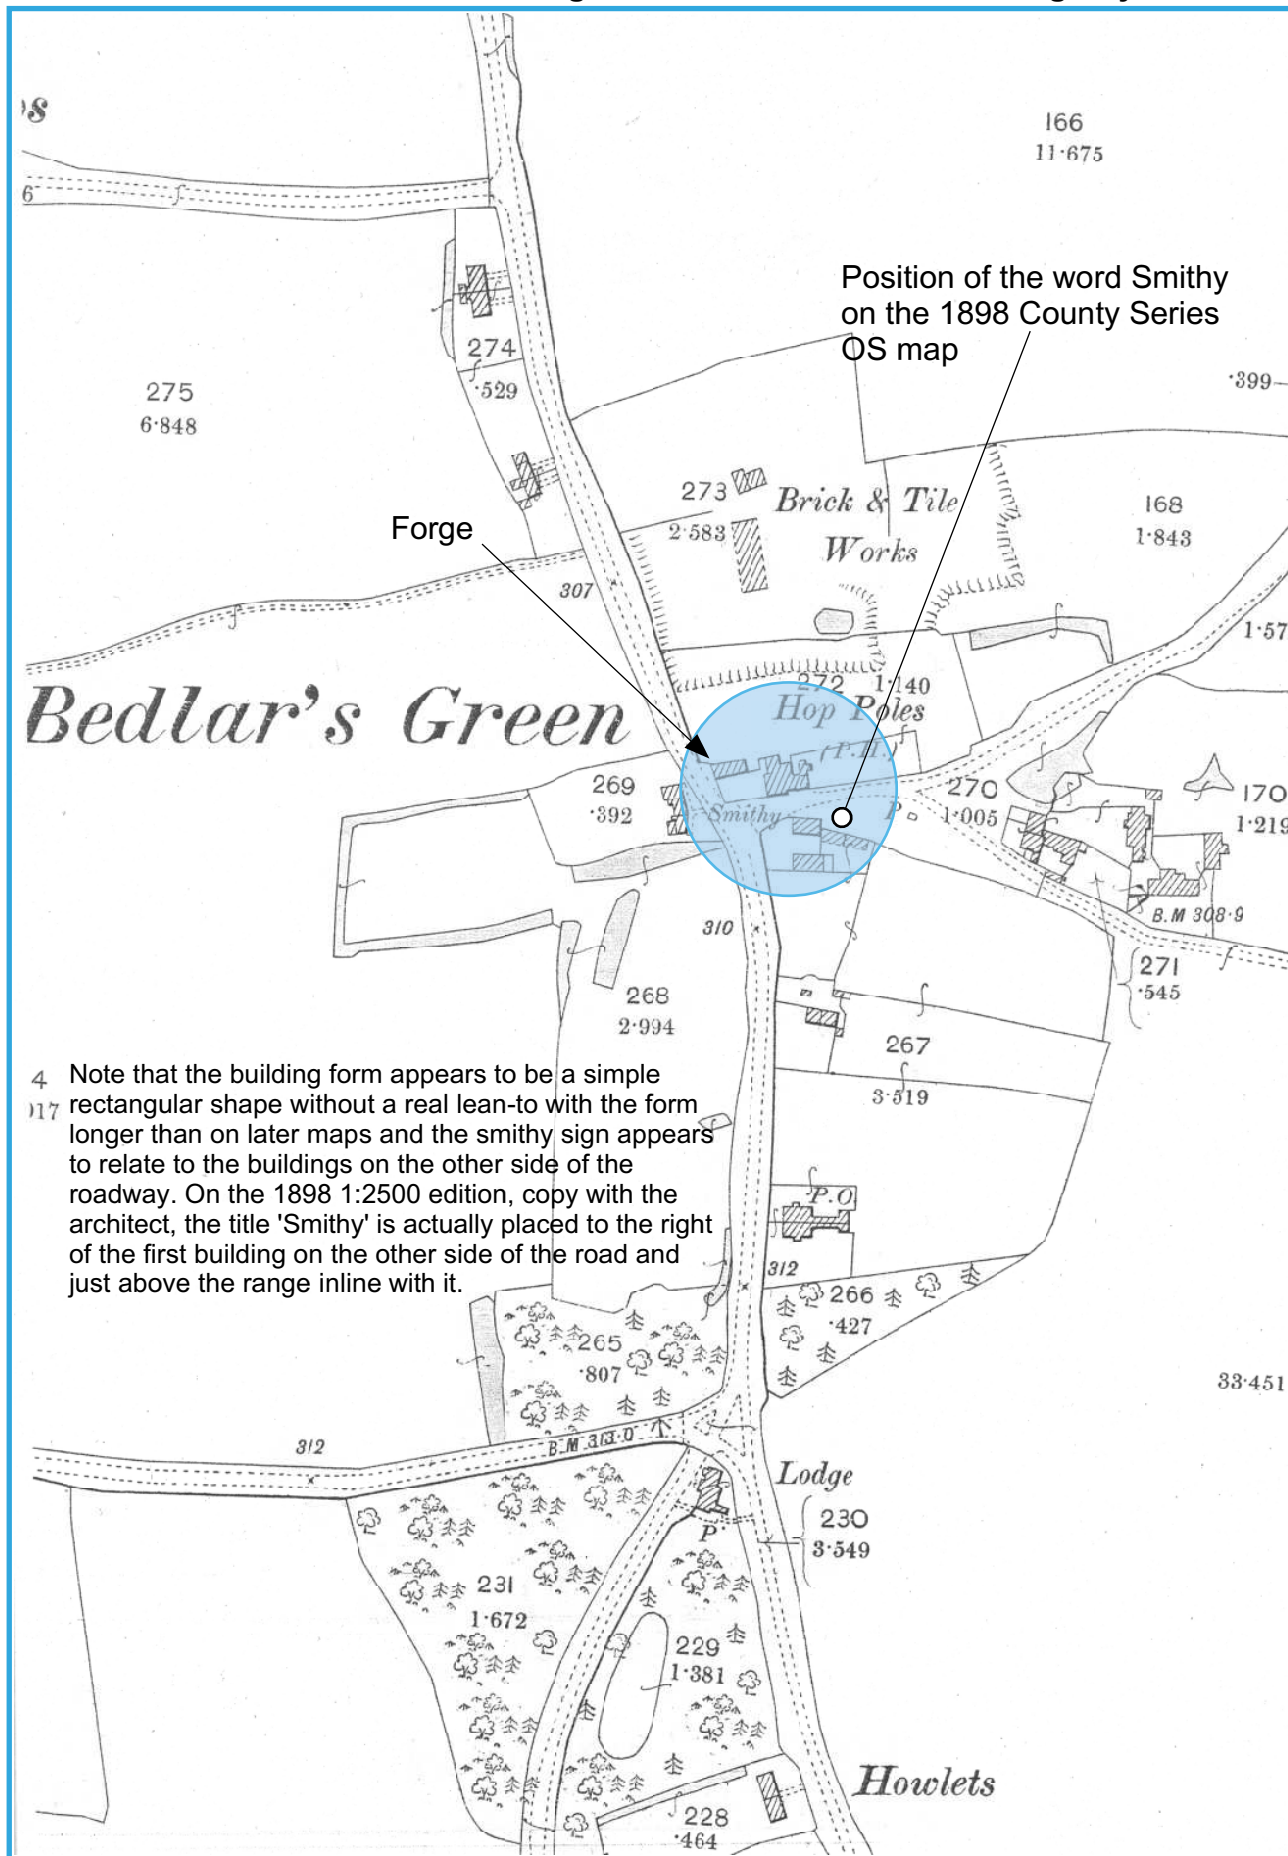 166
11·675
6
Position of the word Smithy
on the 1898 County Series
OS map
274
·529
275
6·848
·399
273
2·583
Brick & Tile
Works
168
1·843
Forge
307
1·57
272 1·140
Hop Poles
(P.H.)
Bedlar's Green
269
·392
Smithy
P
270
1·005
170
1·219
B.M 308·9
310
271
·545
268
2·994
267
3·519
4
Note that the building form appears to be a simple
rectangular shape without a real lean-to with the form
longer than on later maps and the smithy sign appears
to relate to the buildings on the other side of the
roadway. On the 1898 1:2500 edition, copy with the
architect, the title 'Smithy' is actually placed to the right
of the first building on the other side of the road and
just above the range inline with it.
P.O.
312
266
·427
265
·807
33·451
312
B.M 313·0
Lodge
230
3·549
P
231
1·672
229
1·381
Howlets
228
·464